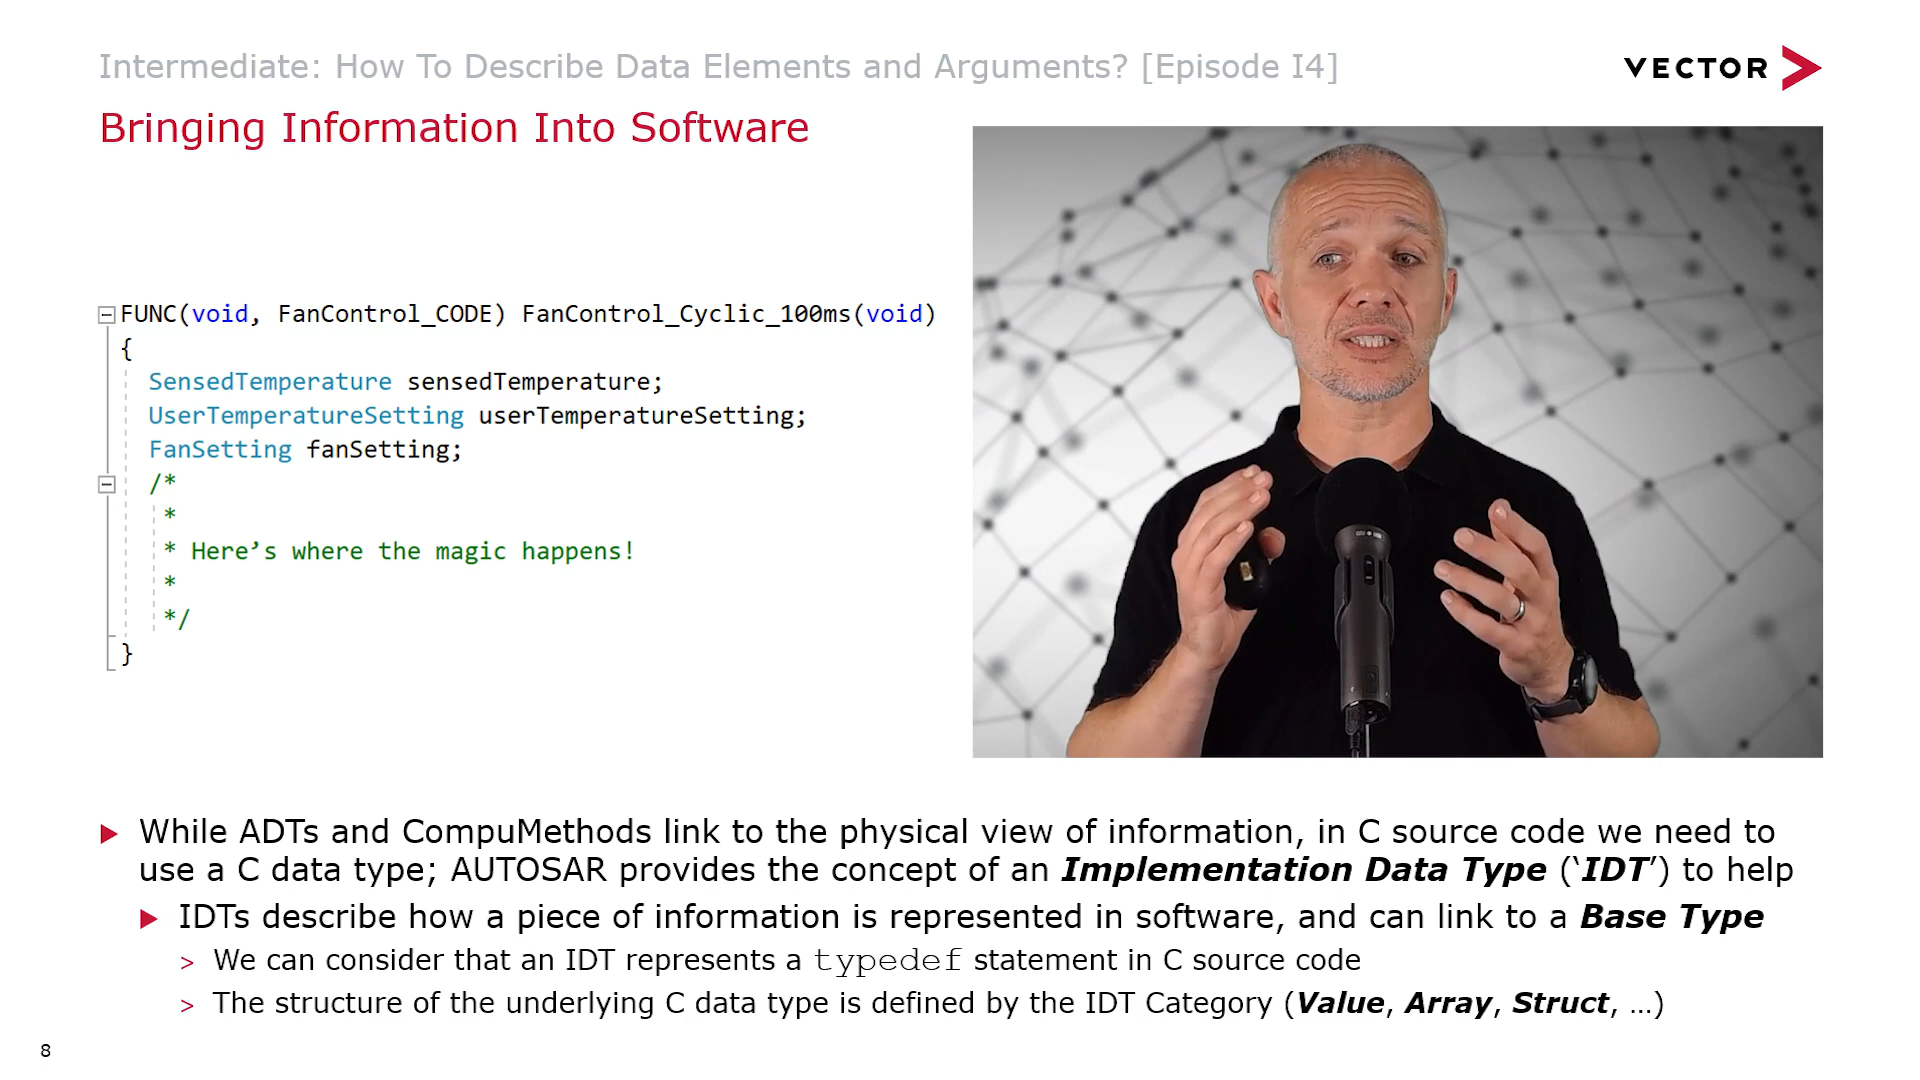 Intermediate: How To Describe Data Elements and Arguments? [Episode I4]
VECTOR
Bringing Information Into Software
FUNC(void, FanControl_CODE) FanControl_Cyclic_100ms(void)
{
SensedTemperature sensedTemperature;
UserTemperatureSetting userTemperatureSetting;
FanSetting fanSetting;
/*
*
* Here’s where the magic happens!
*
*/
}
While ADTs and CompuMethods link to the physical view of information, in C source code we need to
use a C data type; AUTOSAR provides the concept of an Implementation Data Type (‘IDT’) to help
IDTs describe how a piece of information is represented in software, and can link to a Base Type
> We can consider that an IDT represents a typedef statement in C source code
> The structure of the underlying C data type is defined by the IDT Category (Value, Array, Struct, …)
8